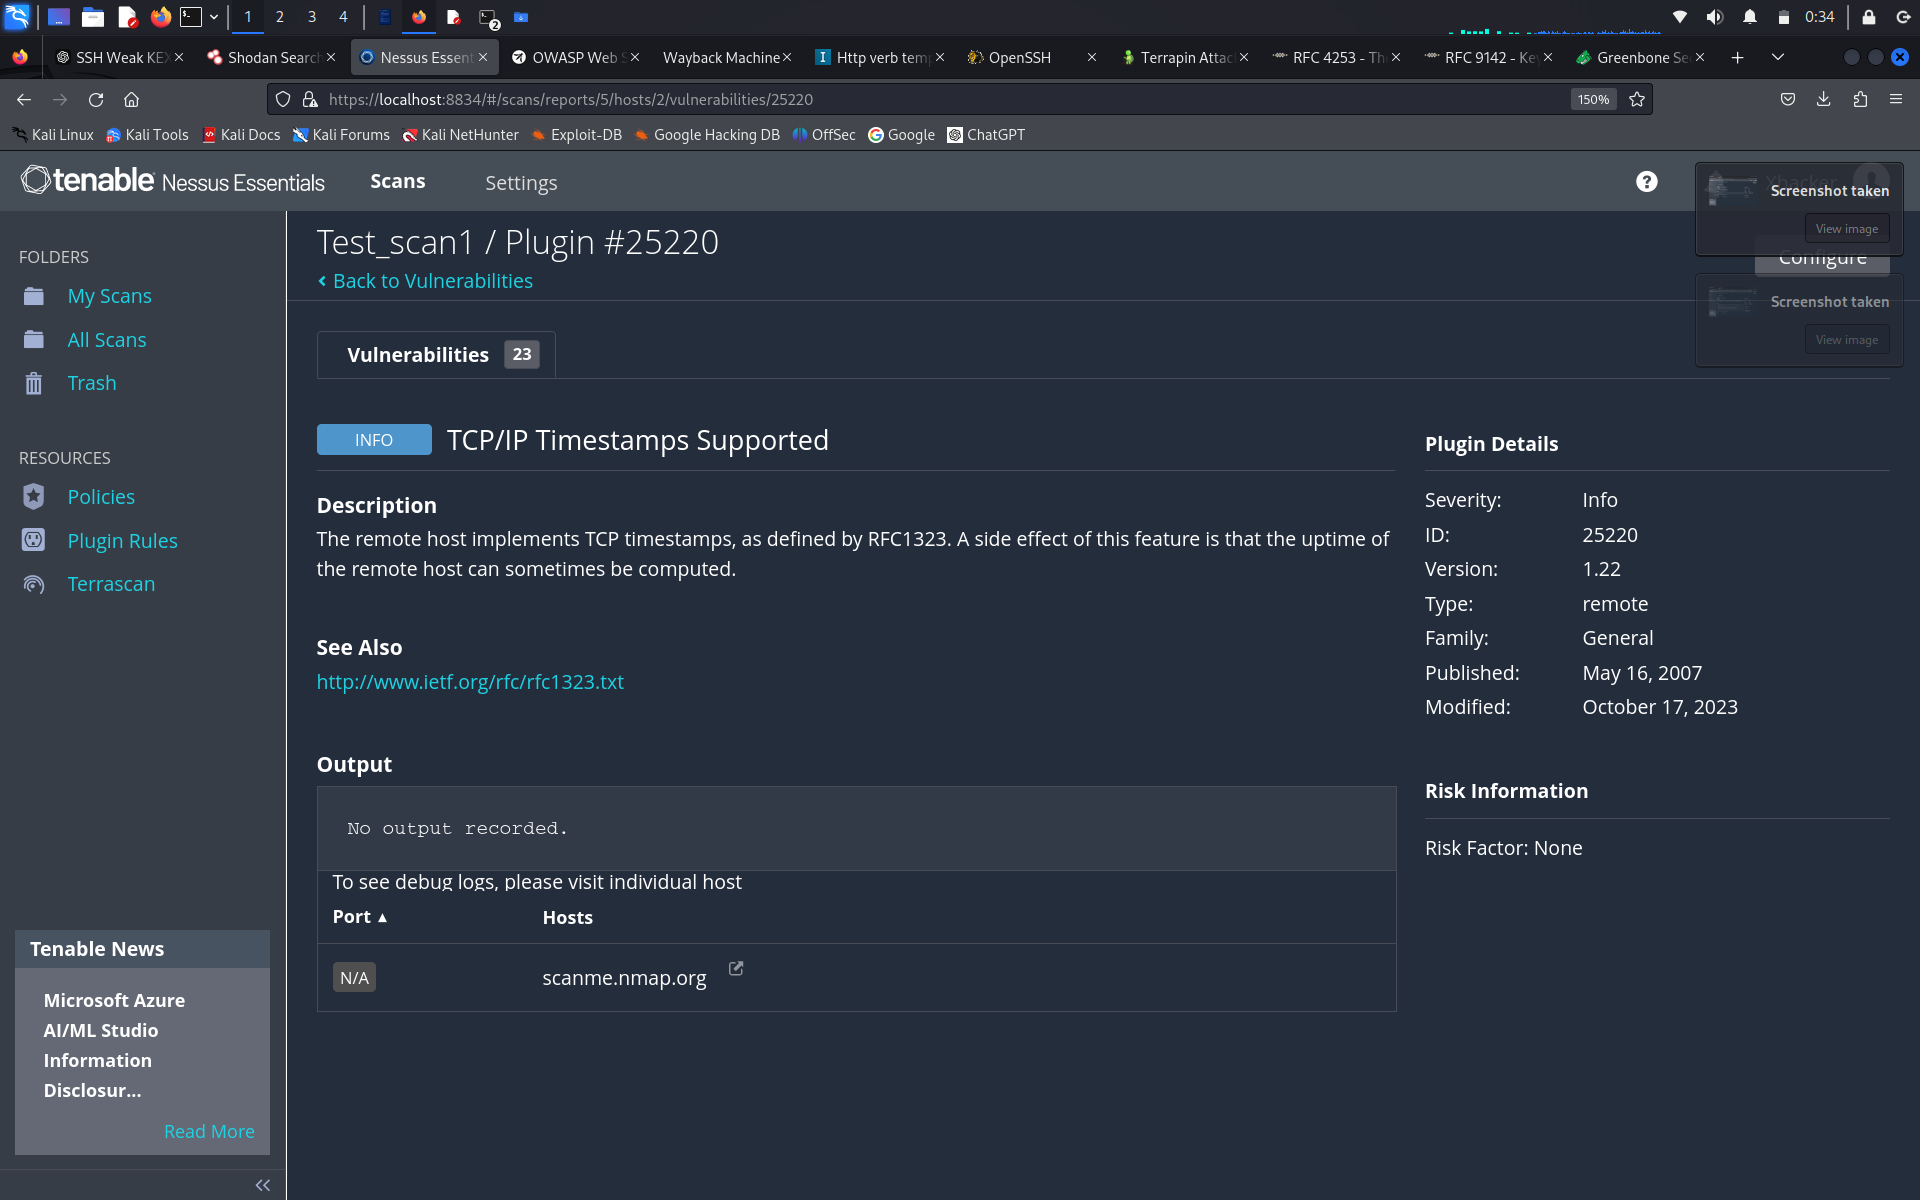 1 2 3 4 2 0:34
SSH Weak KEX Shodan Search Nessus Essent OWASP Web S Wayback Machine Http verb tem OpenSSH Terrapin Attac RFC 4253 - Th RFC 9142 - Key Greenbone Se
https://localhost:8834/#/scans/reports/5/hosts/2/vulnerabilities/25220 150%
Kali Linux Kali Tools Kali Docs Kali Forums Kali NetHunter Exploit-DB Google Hacking DB OffSec Google ChatGPT
tenable Nessus Essentials Scans Settings
Screenshot taken
View image
Configure
Screenshot taken
View image
FOLDERS
My Scans
All Scans
Trash
RESOURCES
Policies
Plugin Rules
Terrascan
Tenable News
Microsoft Azure
AI/ML Studio
Information
Disclosur...
Read More
Test_scan1 / Plugin #25220
Back to Vulnerabilities
Vulnerabilities 23
INFO TCP/IP Timestamps Supported
Description
The remote host implements TCP timestamps, as defined by RFC1323. A side effect of this feature is that the uptime of
the remote host can sometimes be computed.
See Also
http://www.ietf.org/rfc/rfc1323.txt
Output
No output recorded.
To see debug logs, please visit individual host
Port ▲ Hosts
N/A scanme.nmap.org
Plugin Details
Severity: Info
ID: 25220
Version: 1.22
Type: remote
Family: General
Published: May 16, 2007
Modified: October 17, 2023
Risk Information
Risk Factor: None